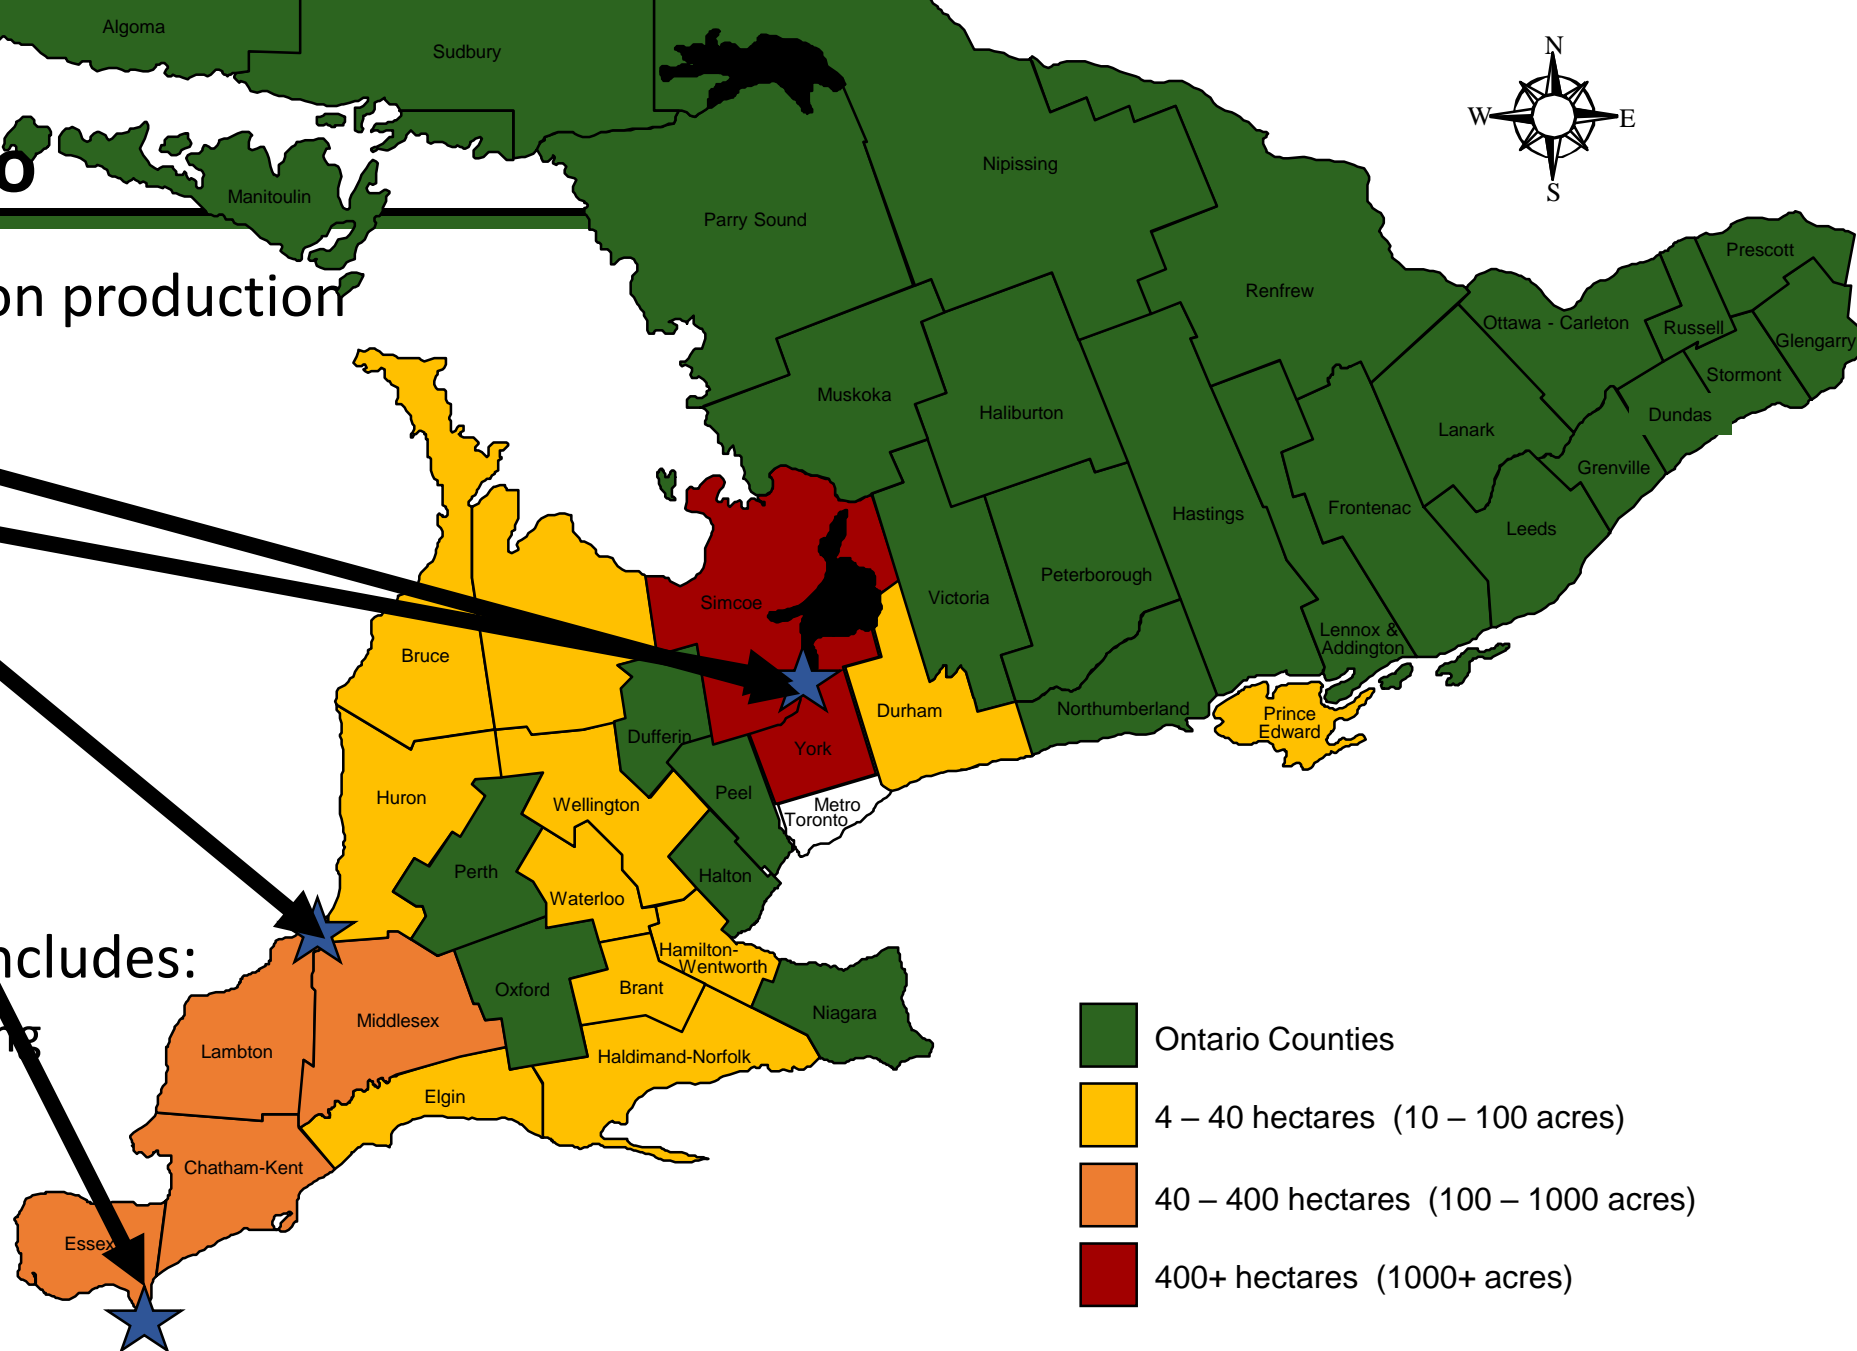 Algoma
Sudbury
N
W
E
S
o
Nipissing
Manitoulin
Parry Sound
Prescott
on production
Renfrew
Ottawa - Carleton
Russell
Glengarry
Stormont
Muskoka
Haliburton
Dundas
Lanark
Grenville
Hastings
Frontenac
Leeds
Peterborough
Simcoe
Victoria
Lennox &
Addington
Bruce
Durham
Northumberland
Prince
Edward
Dufferin
York
Huron
Wellington
Peel
Metro
Toronto
Perth
Halton
Waterloo
ncludes:
Hamilton-
Wentworth
Oxford
Brant
Niagara
Middlesex
ng
Lambton
Haldimand-Norfolk
Elgin
Chatham-Kent
Essex
Ontario Counties
4 – 40 hectares (10 – 100 acres)
40 – 400 hectares (100 – 1000 acres)
400+ hectares (1000+ acres)